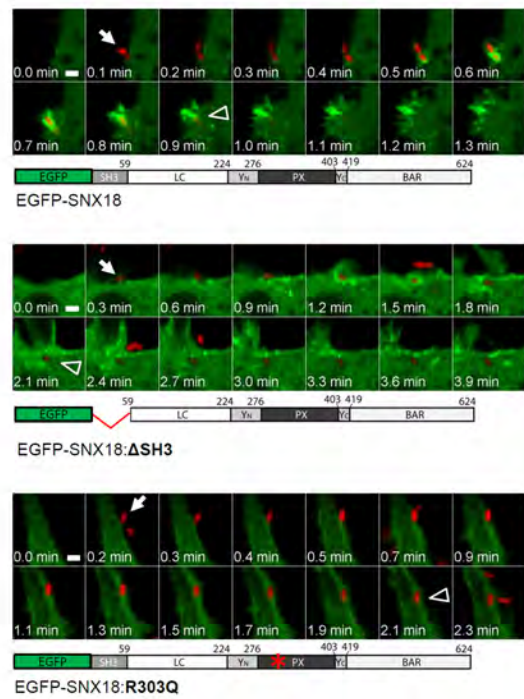 0.0 min 0.1 min 0.2 min 0.3 min 0.4 min 0.5 min 0.6 min
0.7 min 0.8 min 0.9 min 1.0 min 1.1 min 1.2 min 1.3 min
59 224 276 403 419 624
EGFP SH3 LC YN PX YC BAR
EGFP-SNX18
0.0 min 0.3 min 0.6 min 0.9 min 1.2 min 1.5 min 1.8 min
2.1 min 2.4 min 2.7 min 3.0 min 3.3 min 3.6 min 3.9 min
59 224 276 403 419 624
EGFP LC YN PX YC BAR
EGFP-SNX18:ΔSH3
0.0 min 0.2 min 0.3 min 0.4 min 0.5 min 0.7 min 0.9 min
1.1 min 1.3 min 1.5 min 1.7 min 1.9 min 2.1 min 2.3 min
59 224 276 403 419 624
EGFP SH3 LC YN * PX YC BAR
EGFP-SNX18:R303Q